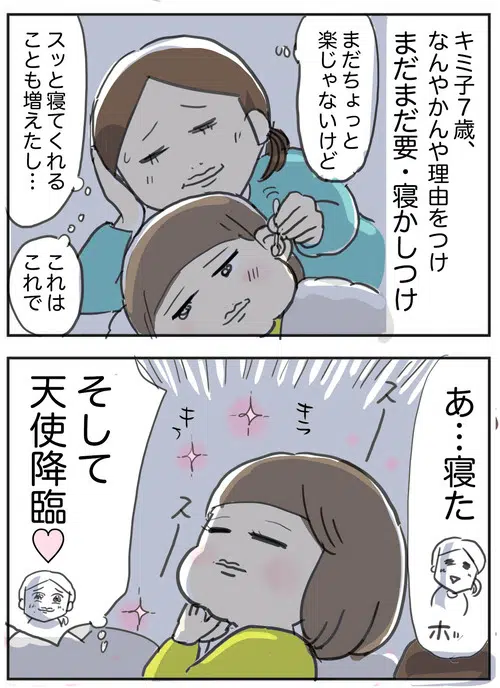 キミ子7歳、
なんやかんや理由をつけ
まだまだ要・寝かしつけ
まだちょっと
楽じゃないけど
スッと寝てくれる
ことも増えたし…
これは
これで
あ…寝た
ホッ
スー
キラ
キラ
スー
そして
天使降臨♥